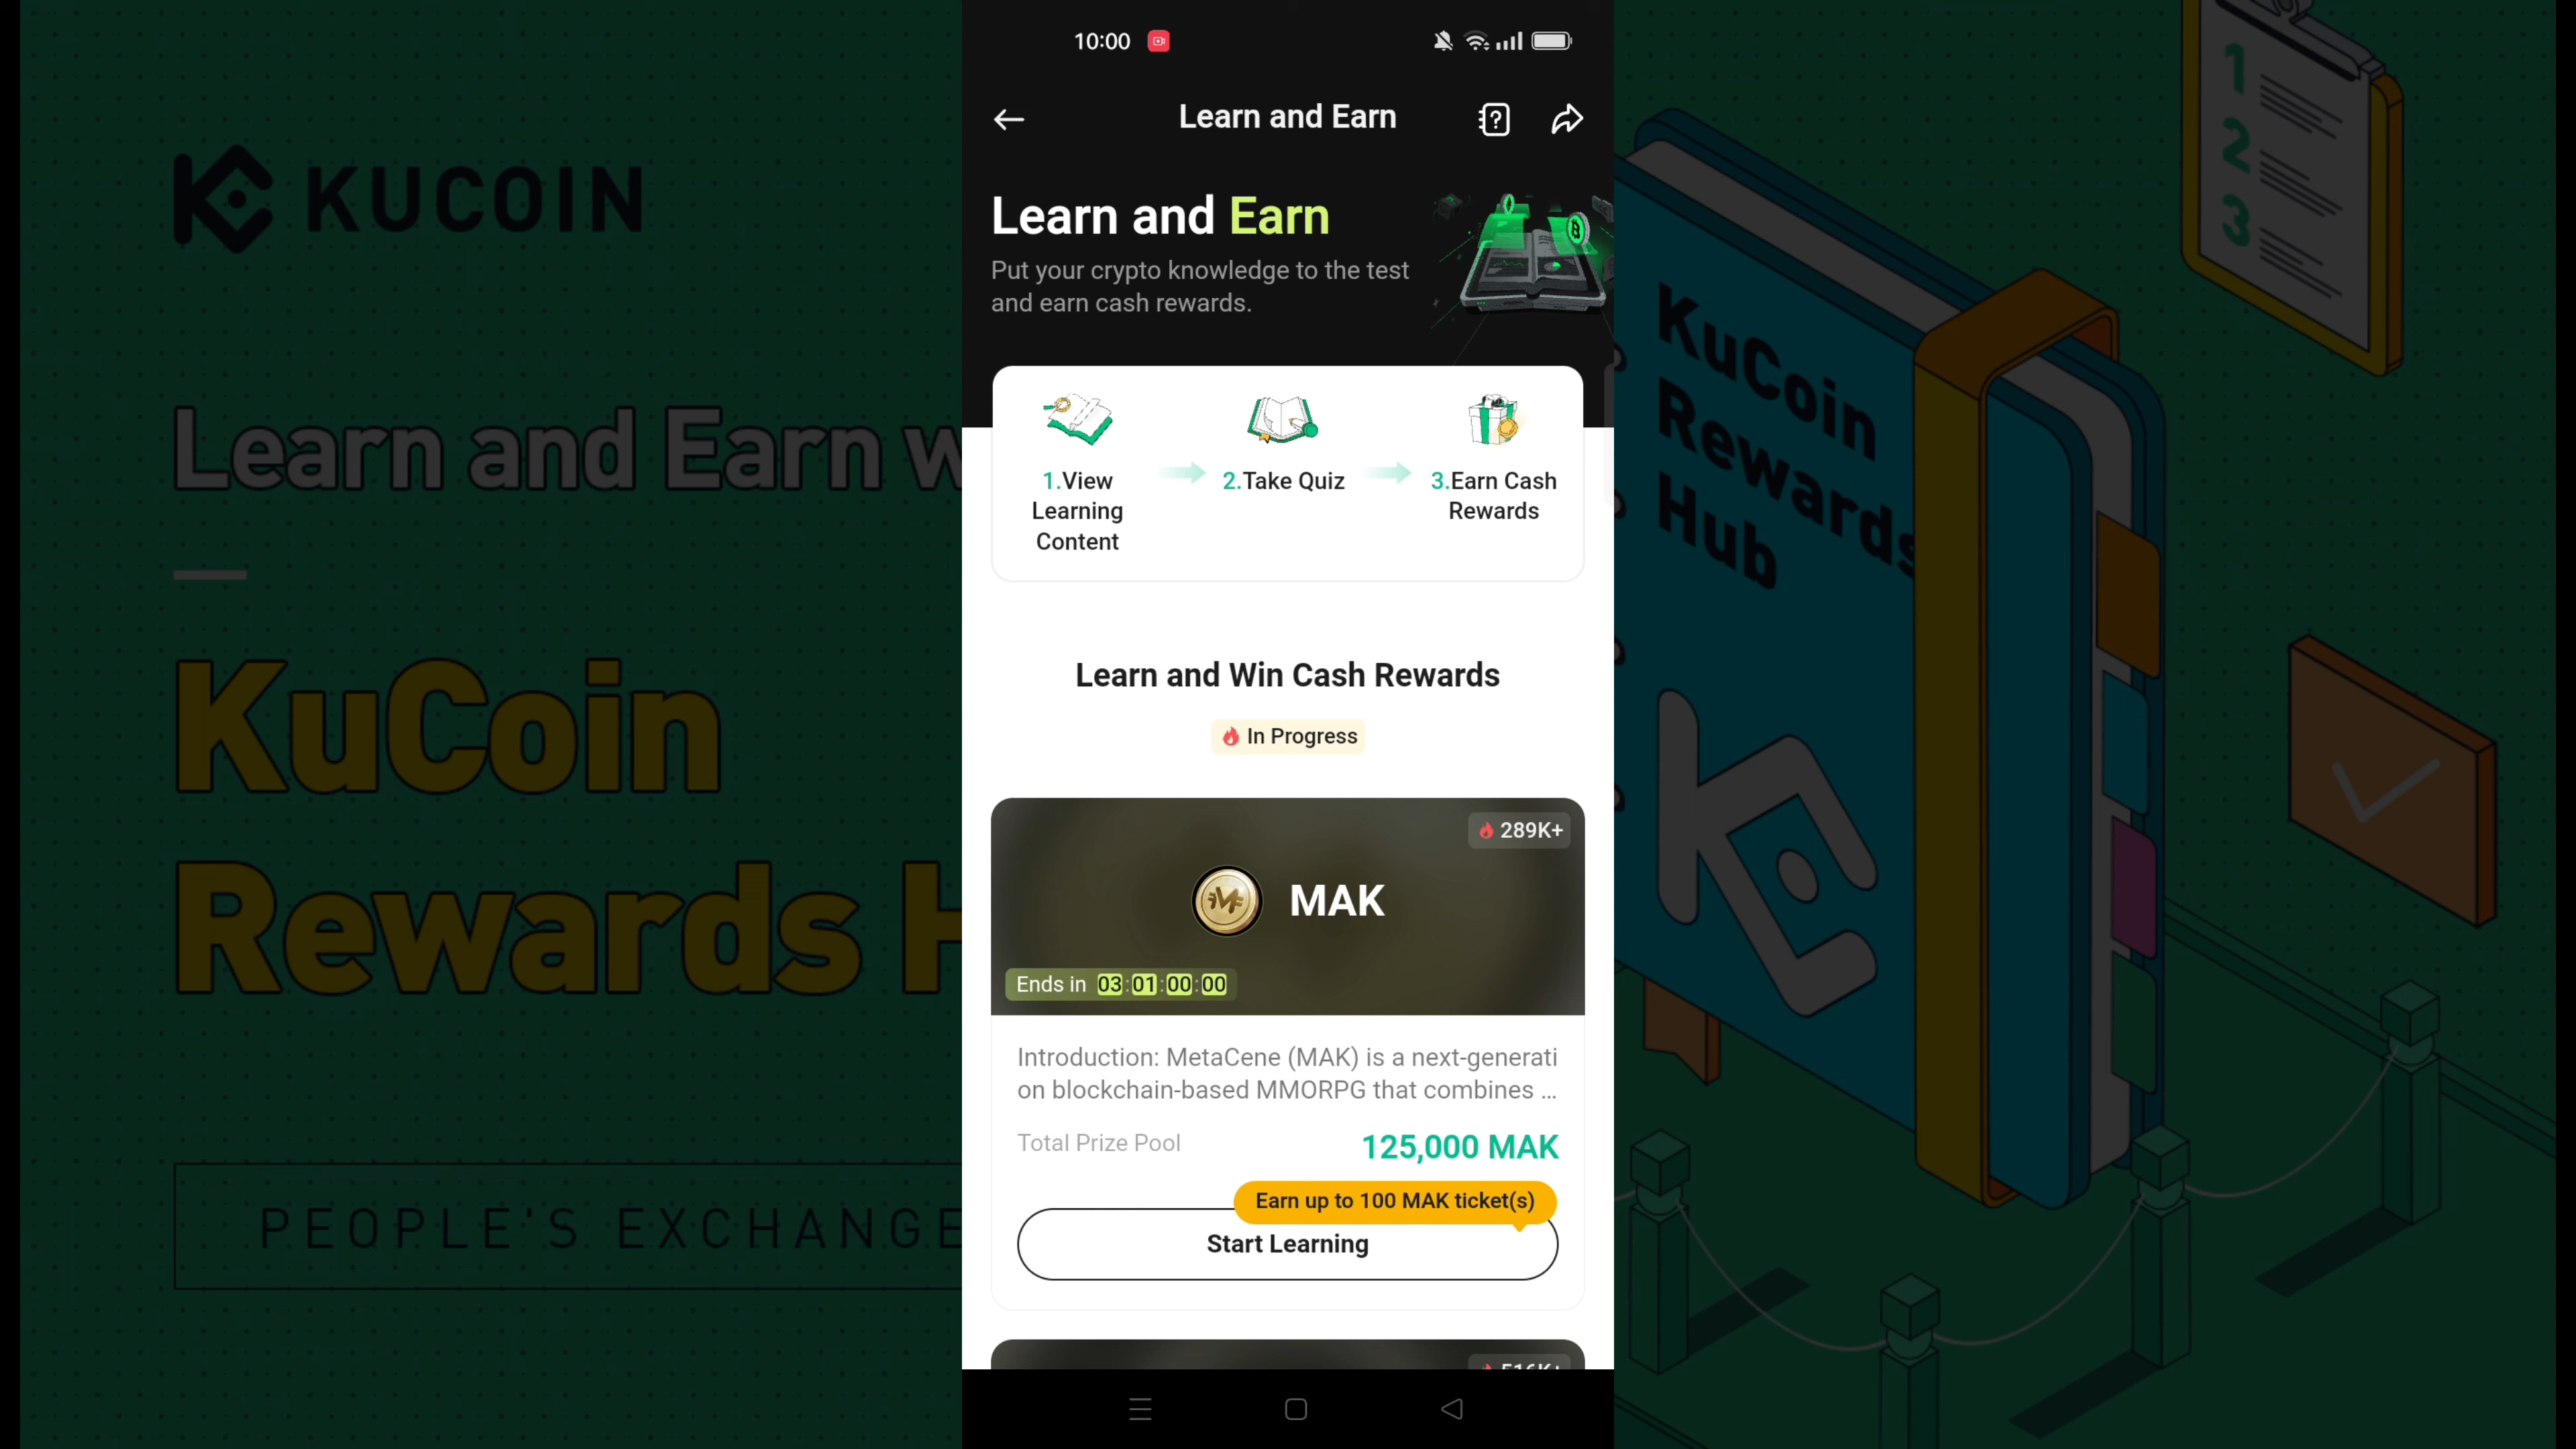 KUCOIN
Learn and Earn
KuCoin
Rewards
PEOPLE'S EXCHANGE
10:00
Learn and Earn
Learn and Earn
Put your crypto knowledge to the test
and earn cash rewards.
1.View
Learning
Content
2.Take Quiz
3.Earn Cash
Rewards
Learn and Win Cash Rewards
In Progress
289K+
MAK
Ends in 03:01:00:00
Introduction: MetaCene (MAK) is a next-generati
on blockchain-based MMORPG that combines ...
Total Prize Pool
125,000 MAK
Earn up to 100 MAK ticket(s)
Start Learning
1
2
3
KuCoin
Rewards
Hub